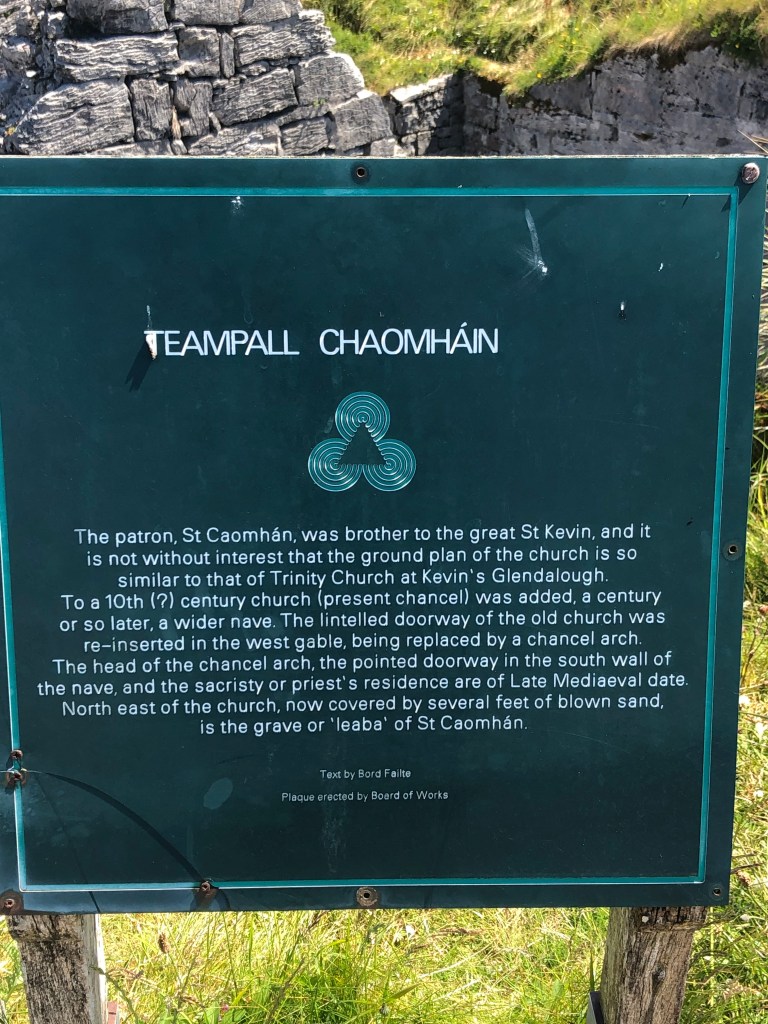 TEAMPALL CHAOMHÁIN
The patron, St Caomhán, was brother to the great St Kevin, and it
is not without interest that the ground plan of the church is so
similar to that of Trinity Church at Kevin's Glendalough.
To a 10th (?) century church (present chancel) was added, a century
or so later, a wider nave. The lintelled doorway of the old church was
re-inserted in the west gable, being replaced by a chancel arch.
The head of the chancel arch, the pointed doorway in the south wall of
the nave, and the sacristy or priest's residence are of Late Mediaeval date.
North east of the church, now covered by several feet of blown sand,
is the grave or 'leaba' of St Caomhán.
Text by Bord Failte
Plaque erected by Board of Works